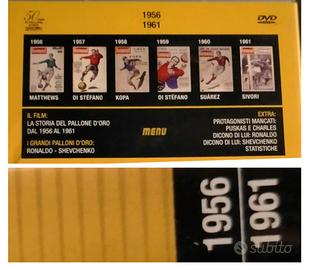 1956
1961
DVD
1956 1957 1958 1959 1960 1961
MATTHEWS DI STÉFANO KOPA DI STÉFANO SUÁREZ SIVORI
IL FILM:
LA STORIA DEL PALLONE D'ORO
DAL 1956 AL 1961
I GRANDI PALLONI D'ORO:
RONALDO - SHEVCHENKO
MENU
EXTRA:
PROTAGONISTI MANCATI:
PUSKAS E CHARLES
DICONO DI LUI: RONALDO
DICONO DI LUI: SHEVCHENKO
STATISTICHE
1956
1961
subito